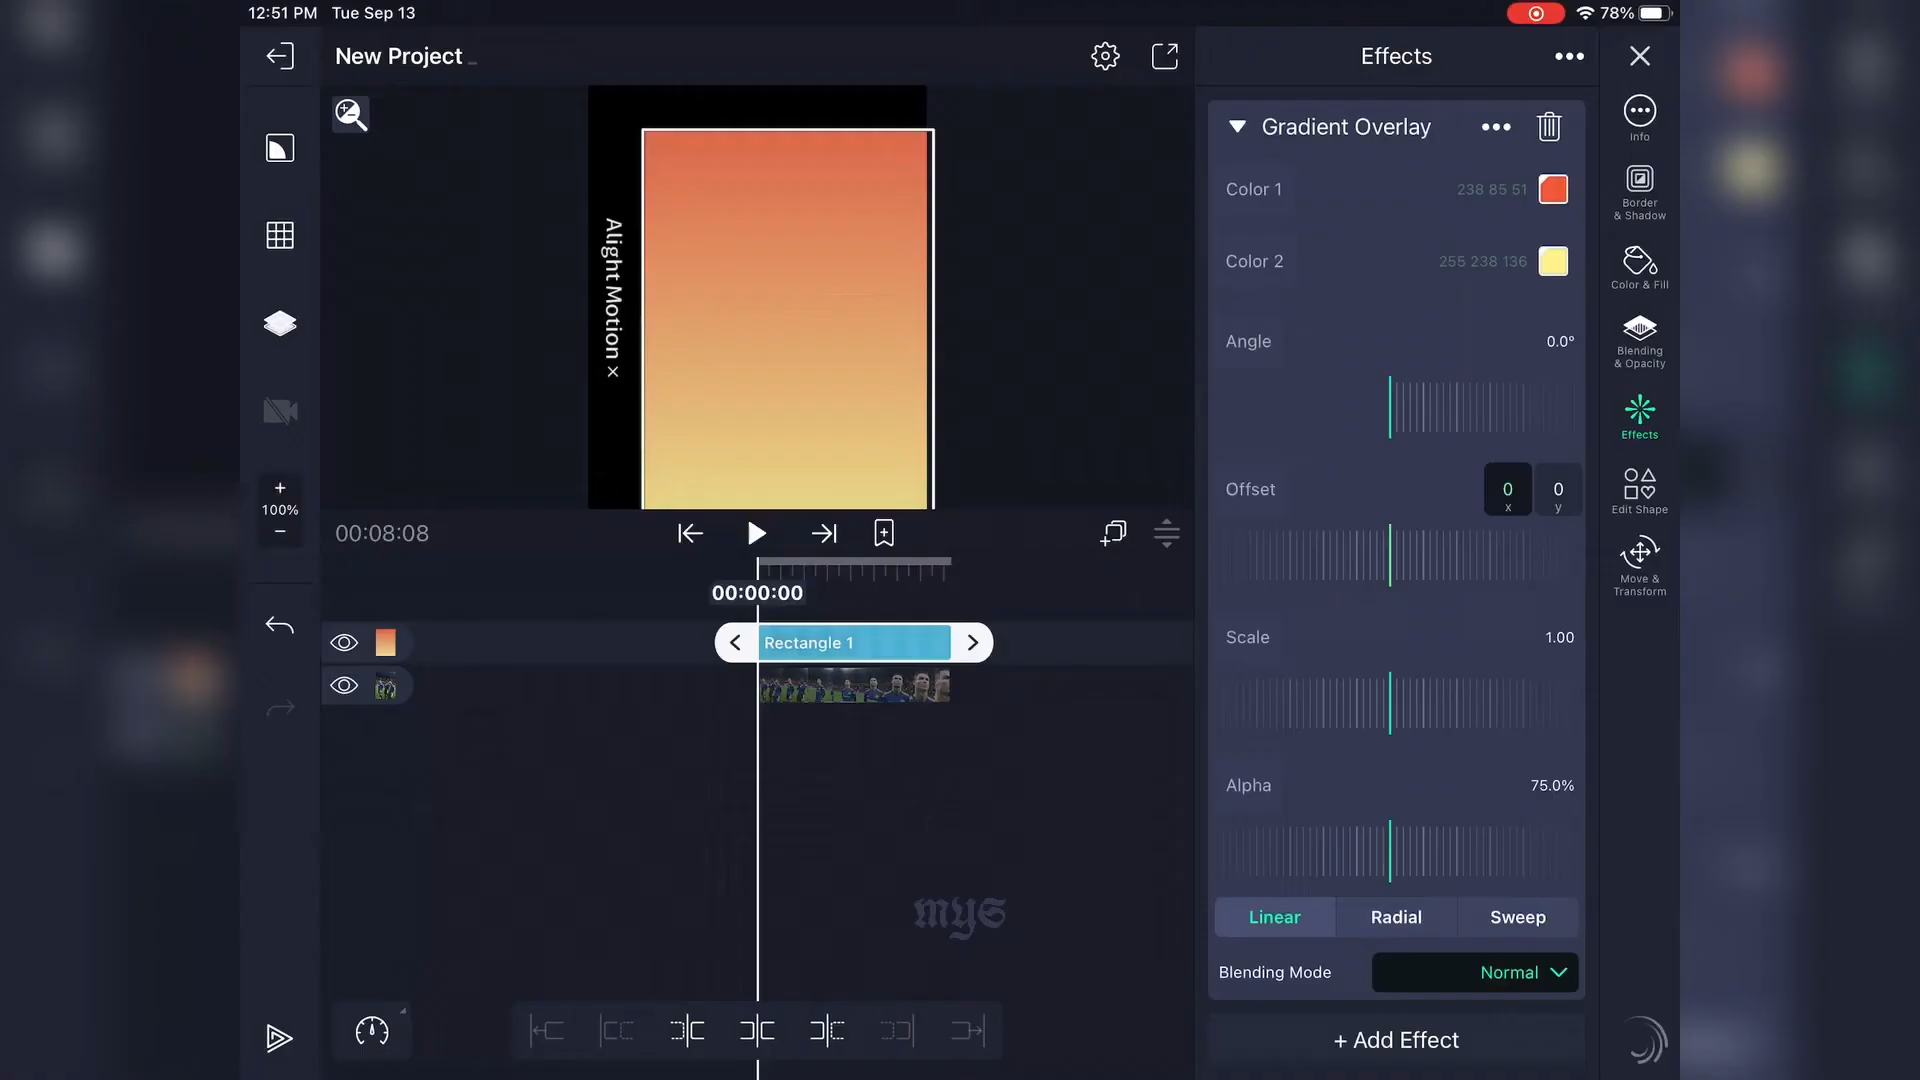 12:51 PM Tue Sep 13
78%
New Project
Effects
Alight Motion ×
Gradient Overlay
Color 1
238 85 51
Color 2
255 238 136
Angle
0.0°
Offset
0
x
0
y
Scale
1.00
Alpha
75.0%
Linear
Radial
Sweep
Blending Mode
Normal
+ Add Effect
Info
Border
& Shadow
Color & Fill
Blending
& Opacity
Effects
Edit Shape
Move &
Transform
+
100%
−
00:08:08
00:00:00
Rectangle 1
mys